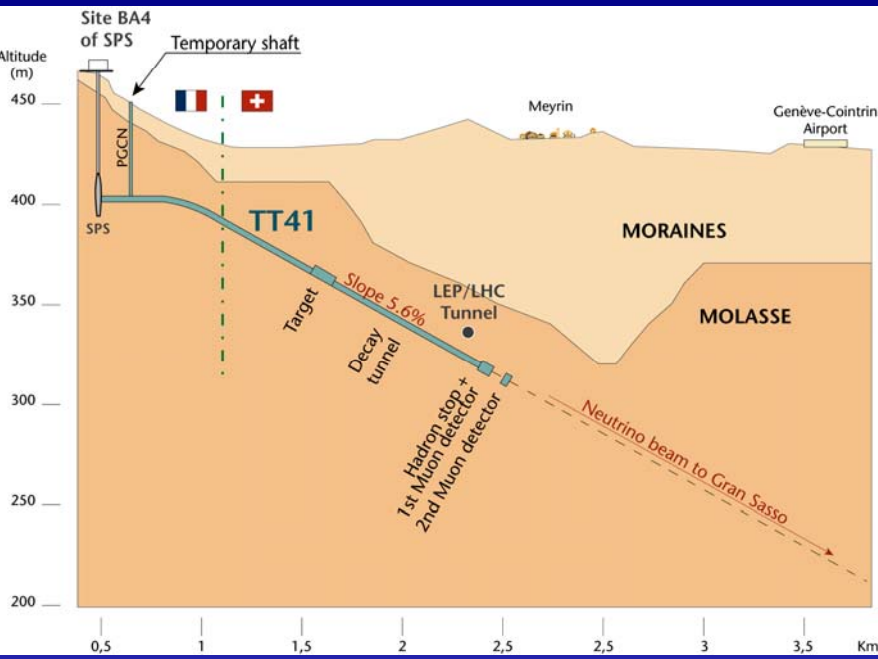 Site BA4
of SPS
Temporary shaft
Altitude
(m)
450
400
350
300
250
200
PGCN
SPS
TT41
Meyrin
Genève-Cointrin
Airport
MORAINES
MOLASSE
LEP/LHC
Tunnel
Slope 5.6%
Target
Decay
tunnel
Hadron stop +
1st Muon detector
2nd Muon detector
Neutrino beam to Gran Sasso
0,5
1
1,5
2
2,5
2,5
3
3,5
Km